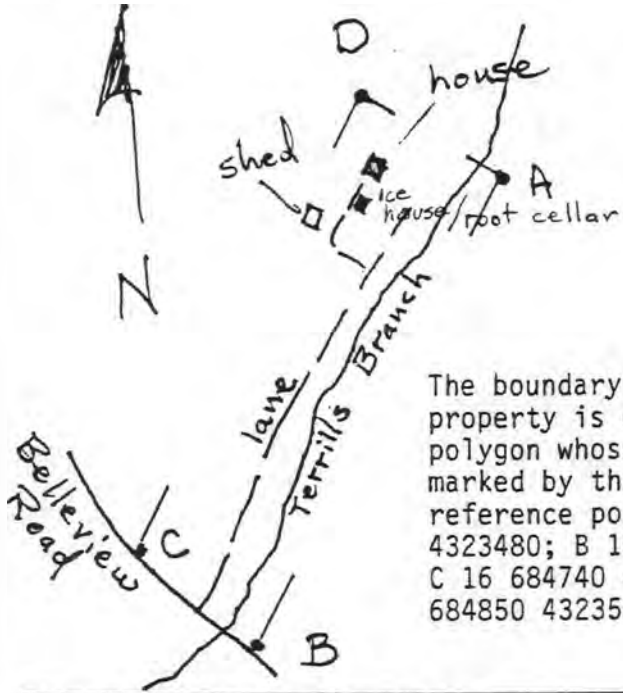 D
house
shed
ice
house
A
root cellar
N
Terrill's Branch
lane
Belleview
Road
C
B
The boundary
property is
polygon whos
marked by th
reference po
4323480; B 1
C 16 684740
684850 43235